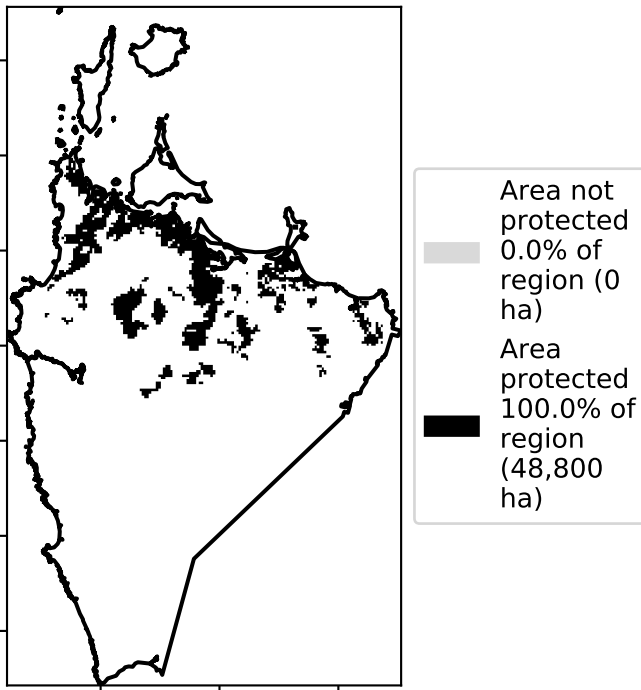 Area not
protected
0.0% of
region (0
ha)
Area
protected
100.0% of
region
(48,800
ha)